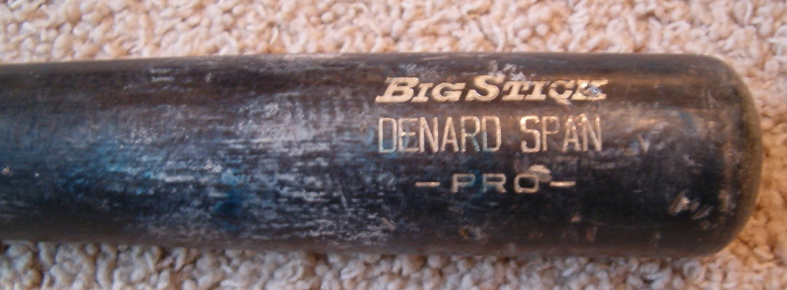 BIGSTICK
DENARD SPAN
- PRO -